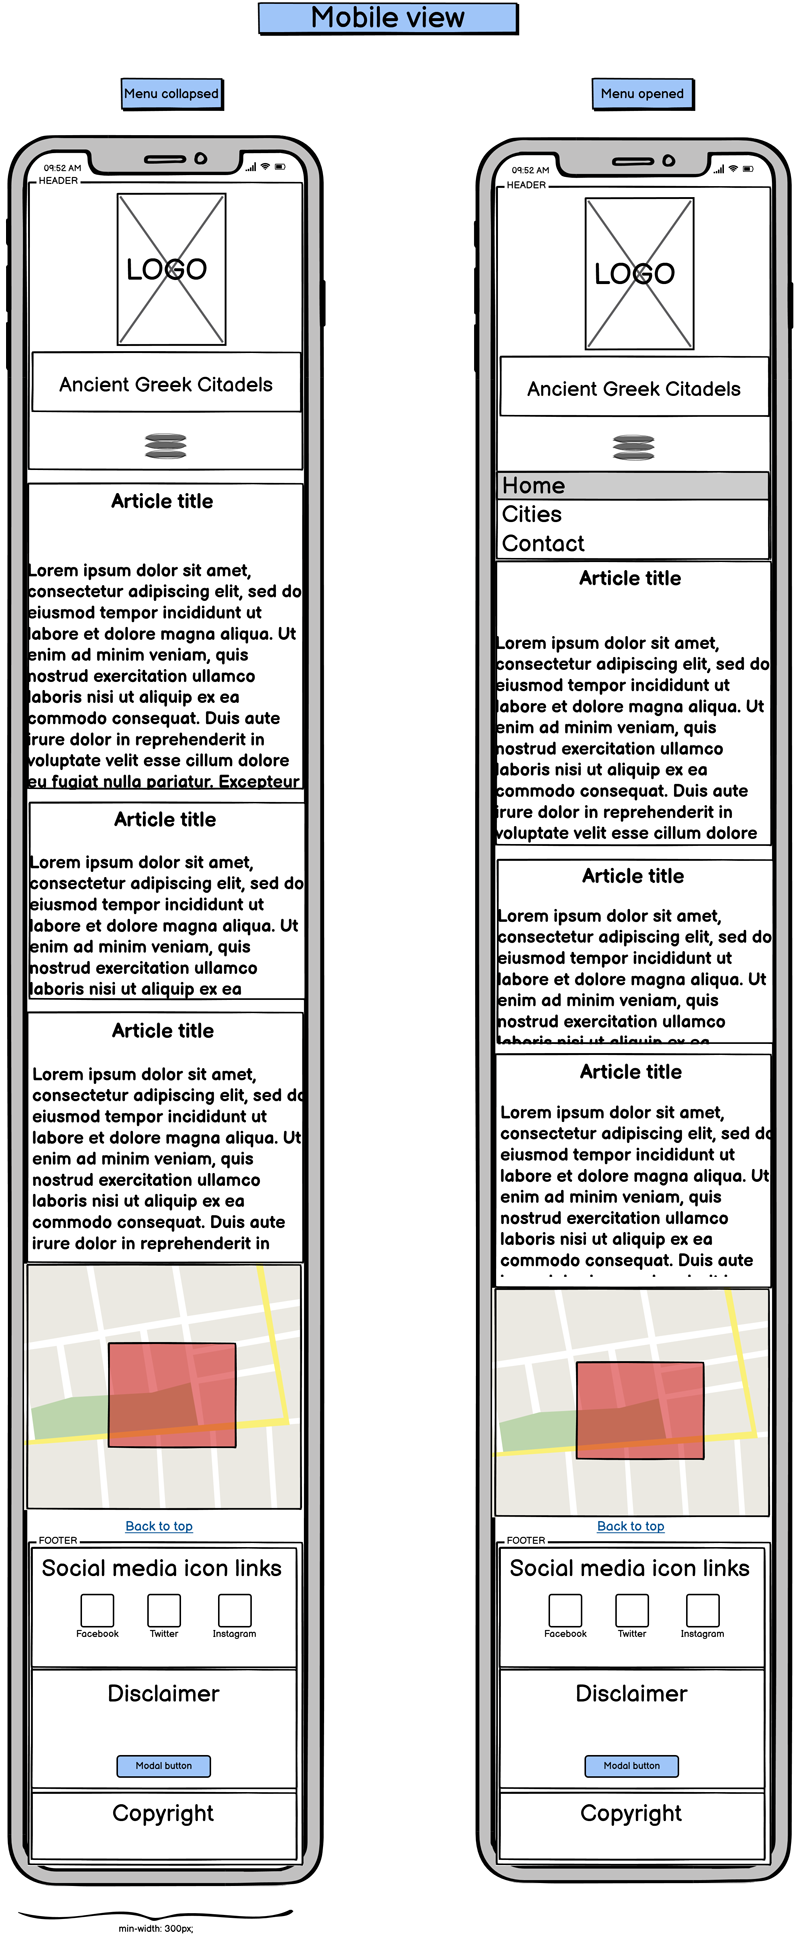 Mobile view
Menu collapsed
09:52 AM
HEADER
LOGO
Ancient Greek Citadels
Article title
Lorem ipsum dolor sit amet,
consectetur adipiscing elit, sed do
eiusmod tempor incididunt ut
labore et dolore magna aliqua. Ut
enim ad minim veniam, quis
nostrud exercitation ullamco
laboris nisi ut aliquip ex ea
commodo consequat. Duis aute
irure dolor in reprehenderit in
voluptate velit esse cillum dolore
eu fugiat nulla pariatur. Excepteur
Article title
Lorem ipsum dolor sit amet,
consectetur adipiscing elit, sed do
eiusmod tempor incididunt ut
labore et dolore magna aliqua. Ut
enim ad minim veniam, quis
nostrud exercitation ullamco
laboris nisi ut aliquip ex ea
Article title
Lorem ipsum dolor sit amet,
consectetur adipiscing elit, sed do
eiusmod tempor incididunt ut
labore et dolore magna aliqua. Ut
enim ad minim veniam, quis
nostrud exercitation ullamco
laboris nisi ut aliquip ex ea
commodo consequat. Duis aute
irure dolor in reprehenderit in
Back to top
FOOTER
Social media icon links
Facebook Twitter Instagram
Disclaimer
Modal button
Copyright
min-width: 300px;
Menu opened
09:52 AM
HEADER
LOGO
Ancient Greek Citadels
Home
Cities
Contact
Article title
Lorem ipsum dolor sit amet,
consectetur adipiscing elit, sed do
eiusmod tempor incididunt ut
labore et dolore magna aliqua. Ut
enim ad minim veniam, quis
nostrud exercitation ullamco
laboris nisi ut aliquip ex ea
commodo consequat. Duis aute
irure dolor in reprehenderit in
voluptate velit esse cillum dolore
Article title
Lorem ipsum dolor sit amet,
consectetur adipiscing elit, sed do
eiusmod tempor incididunt ut
labore et dolore magna aliqua. Ut
enim ad minim veniam, quis
nostrud exercitation ullamco
laboris nisi ut aliquip ex ea
Article title
Lorem ipsum dolor sit amet,
consectetur adipiscing elit, sed do
eiusmod tempor incididunt ut
labore et dolore magna aliqua. Ut
enim ad minim veniam, quis
nostrud exercitation ullamco
laboris nisi ut aliquip ex ea
commodo consequat. Duis aute
Back to top
FOOTER
Social media icon links
Facebook Twitter Instagram
Disclaimer
Modal button
Copyright